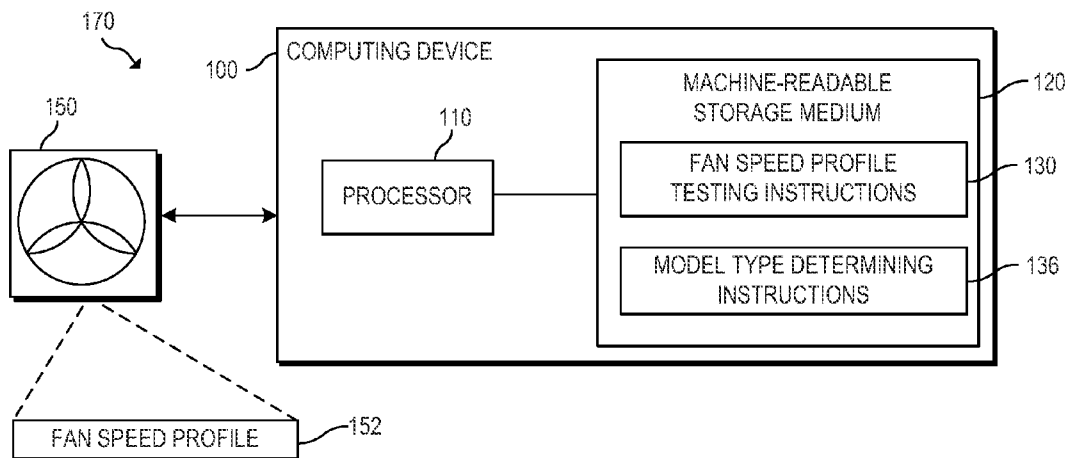 170
150
100
COMPUTING DEVICE
110
PROCESSOR
MACHINE-READABLE
STORAGE MEDIUM
120
FAN SPEED PROFILE
TESTING INSTRUCTIONS
130
MODEL TYPE DETERMINING
INSTRUCTIONS
136
FAN SPEED PROFILE
152